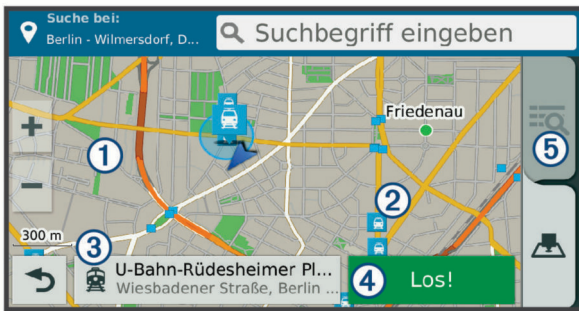 Suche bei:
Berlin - Wilmersdorf, D...
Suchbegriff eingeben
Friedenau
1
5
2
300 m
3
U-Bahn-Rüdesheimer Pl...
Wiesbadener Straße, Berlin ...
4
Los!